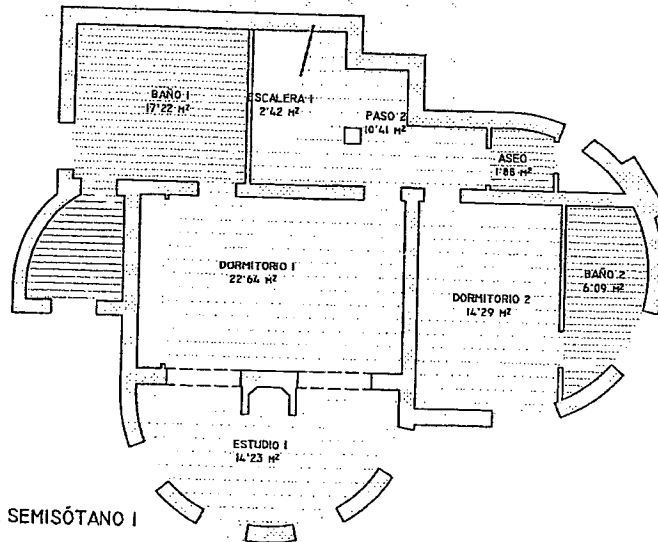 BAÑO 1
17'22 M²
ESCALERA 1
2'42 M²
PASO 2
10'41 M²
ASEO
1'88 M²
DORMITORIO 1
22'64 M²
BAÑO 2
6'09 M²
DORMITORIO 2
14'29 M²
ESTUDIO 1
14'23 M²
SEMISÓTANO 1